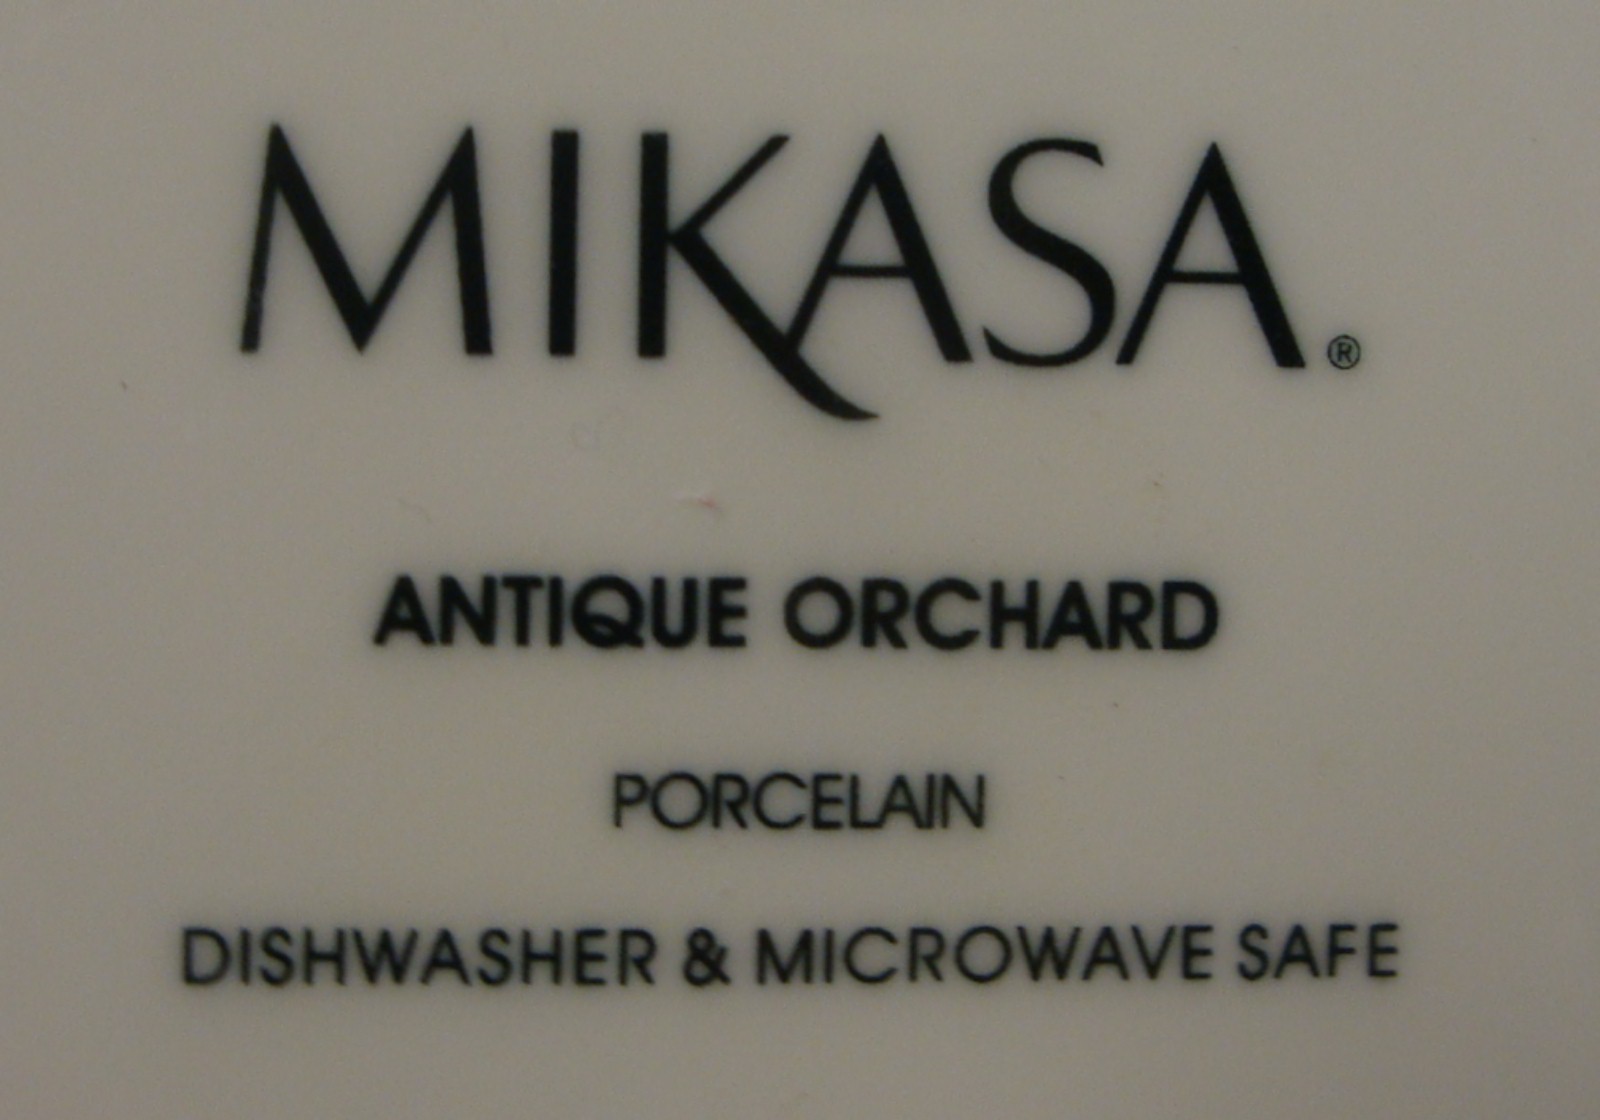 MIKASA®
ANTIQUE ORCHARD
PORCELAIN
DISHWASHER & MICROWAVE SAFE